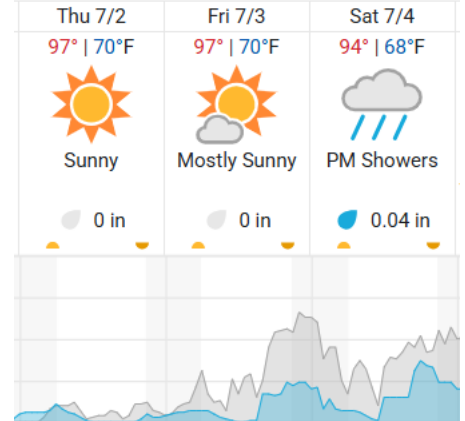 Thu 7/2
97° | 70°F
Sunny
0 in
Fri 7/3
97° | 70°F
Mostly Sunny
0 in
Sat 7/4
94° | 68°F
PM Showers
0.04 in